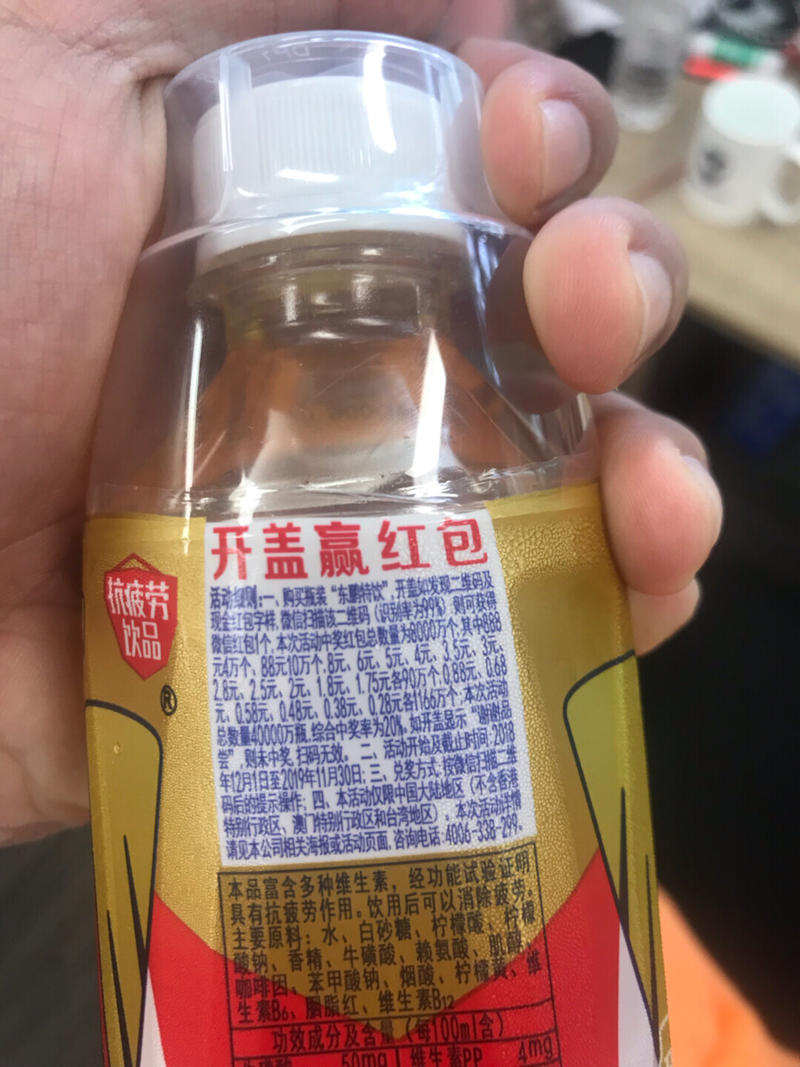 开盖赢红包
活动细则:一、购买瓶装“东鹏特饮”,开盖如发现二维码及
现金红包字样,微信扫描该二维码(识别率为99%)则可获得
微信红包1个,本次活动中奖红包总数量为8000万个,其中888
元4万个,88元10万个,8元、6元、5元、4元、3.5元、3元、
2.8元、2.5元、2元、1.8元、1.75元各90万个,0.88元、0.68
元、0.58元、0.48元、0.38元、0.28元各1166万个,本次活动
总数量40000万瓶,综合中奖率为20%,如开盖显示“谢谢品
尝”,则未中奖,扫码无效。二、活动开始及截止时间:2018
年12月1日至2019年11月30日;三、兑奖方式:按微信扫描二维
码后的提示操作;四、本活动仅限中国大陆地区(不含香港
特别行政区、澳门特别行政区和台湾地区),本次活动详情
请见本公司相关海报或活动页面,咨询电话:4006-338-299。
抗疲劳
饮品
®
本品富含多种维生素,经功能试验证明
具有抗疲劳作用。饮用后可以消除疲劳。
主要原料:水、白砂糖、柠檬酸、柠檬
酸钠、香精、牛磺酸、赖氨酸、肌醇、
咖啡因、苯甲酸钠、烟酸、柠檬黄、维
生素B₆、胭脂红、维生素B₁₂
功效成分及含量(每100ml含)
牛磺酸 50mg 维生素PP 4mg